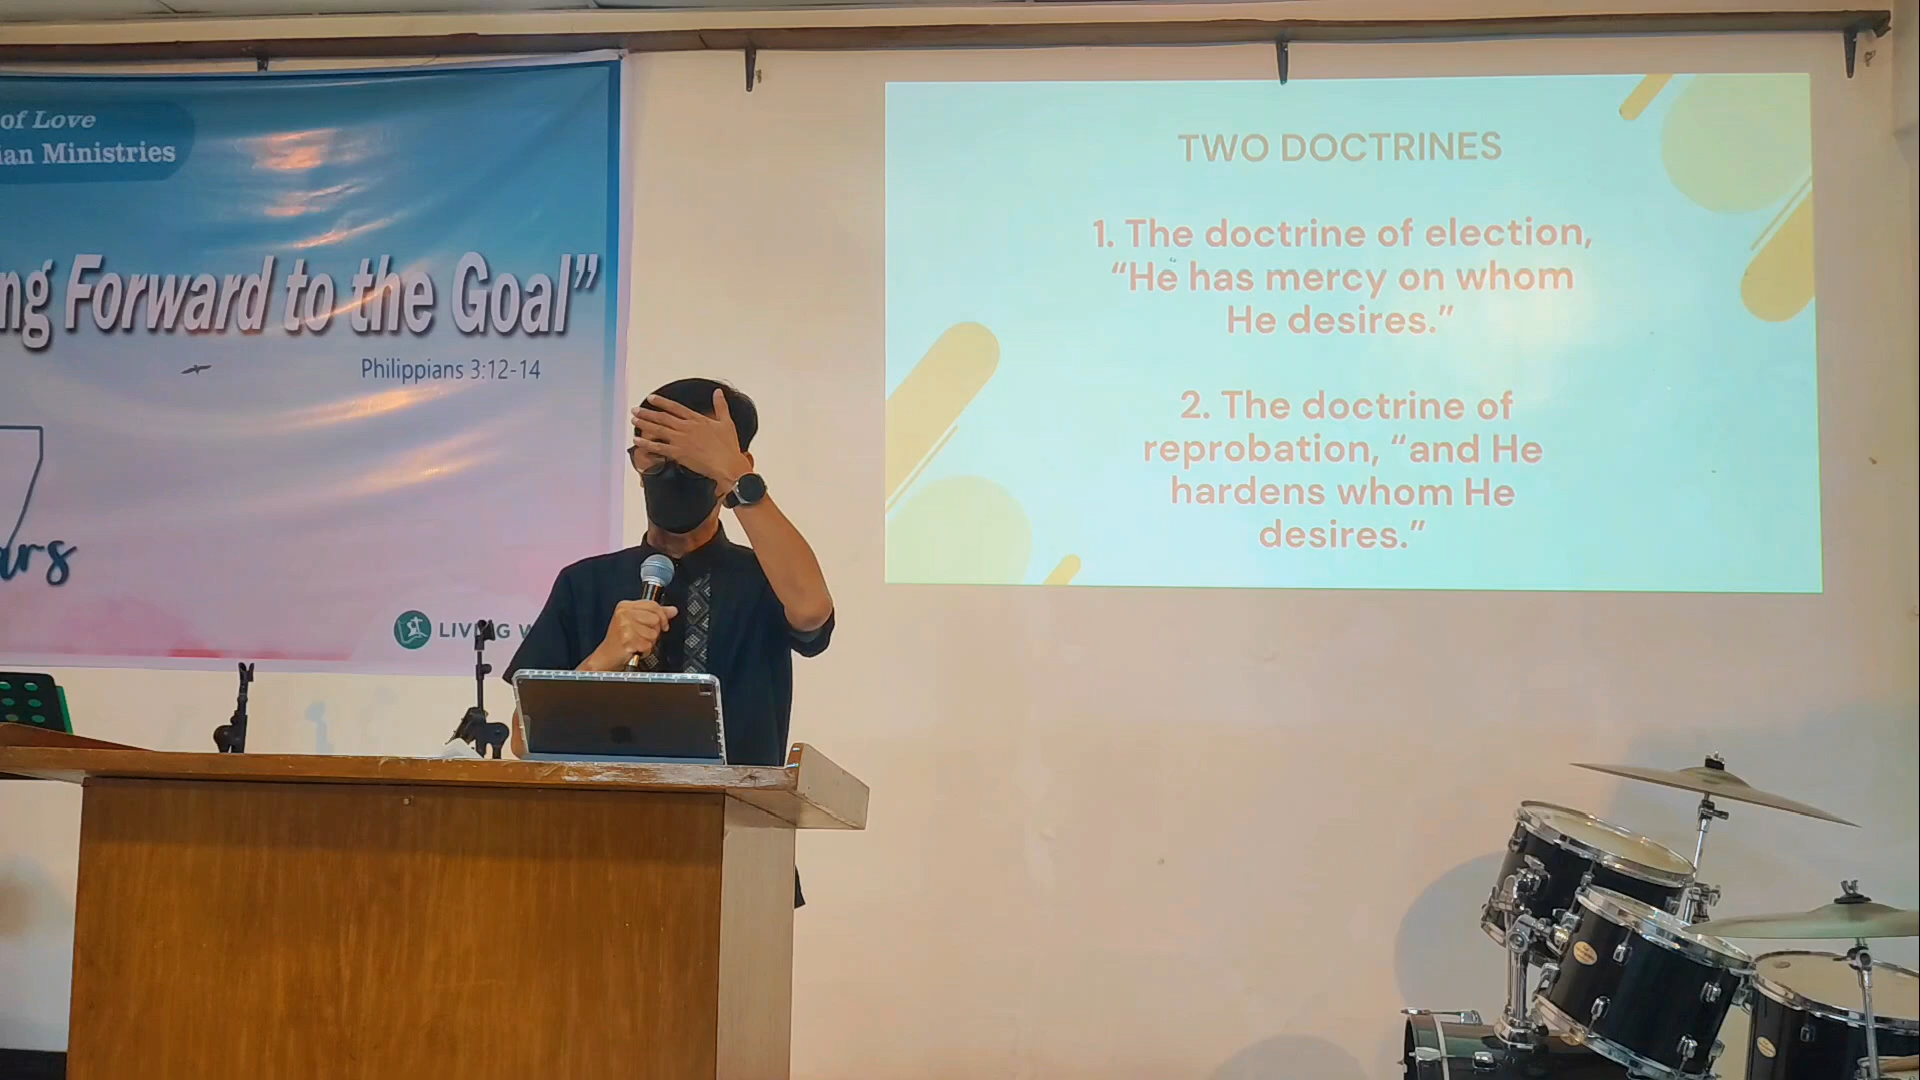 of Love
ian Ministries
ng Forward to the Goal”
Philippians 3:12-14
ars
LIVING W
TWO DOCTRINES
1. The doctrine of election,
“He has mercy on whom
He desires.”
2. The doctrine of
reprobation, “and He
hardens whom He
desires.”